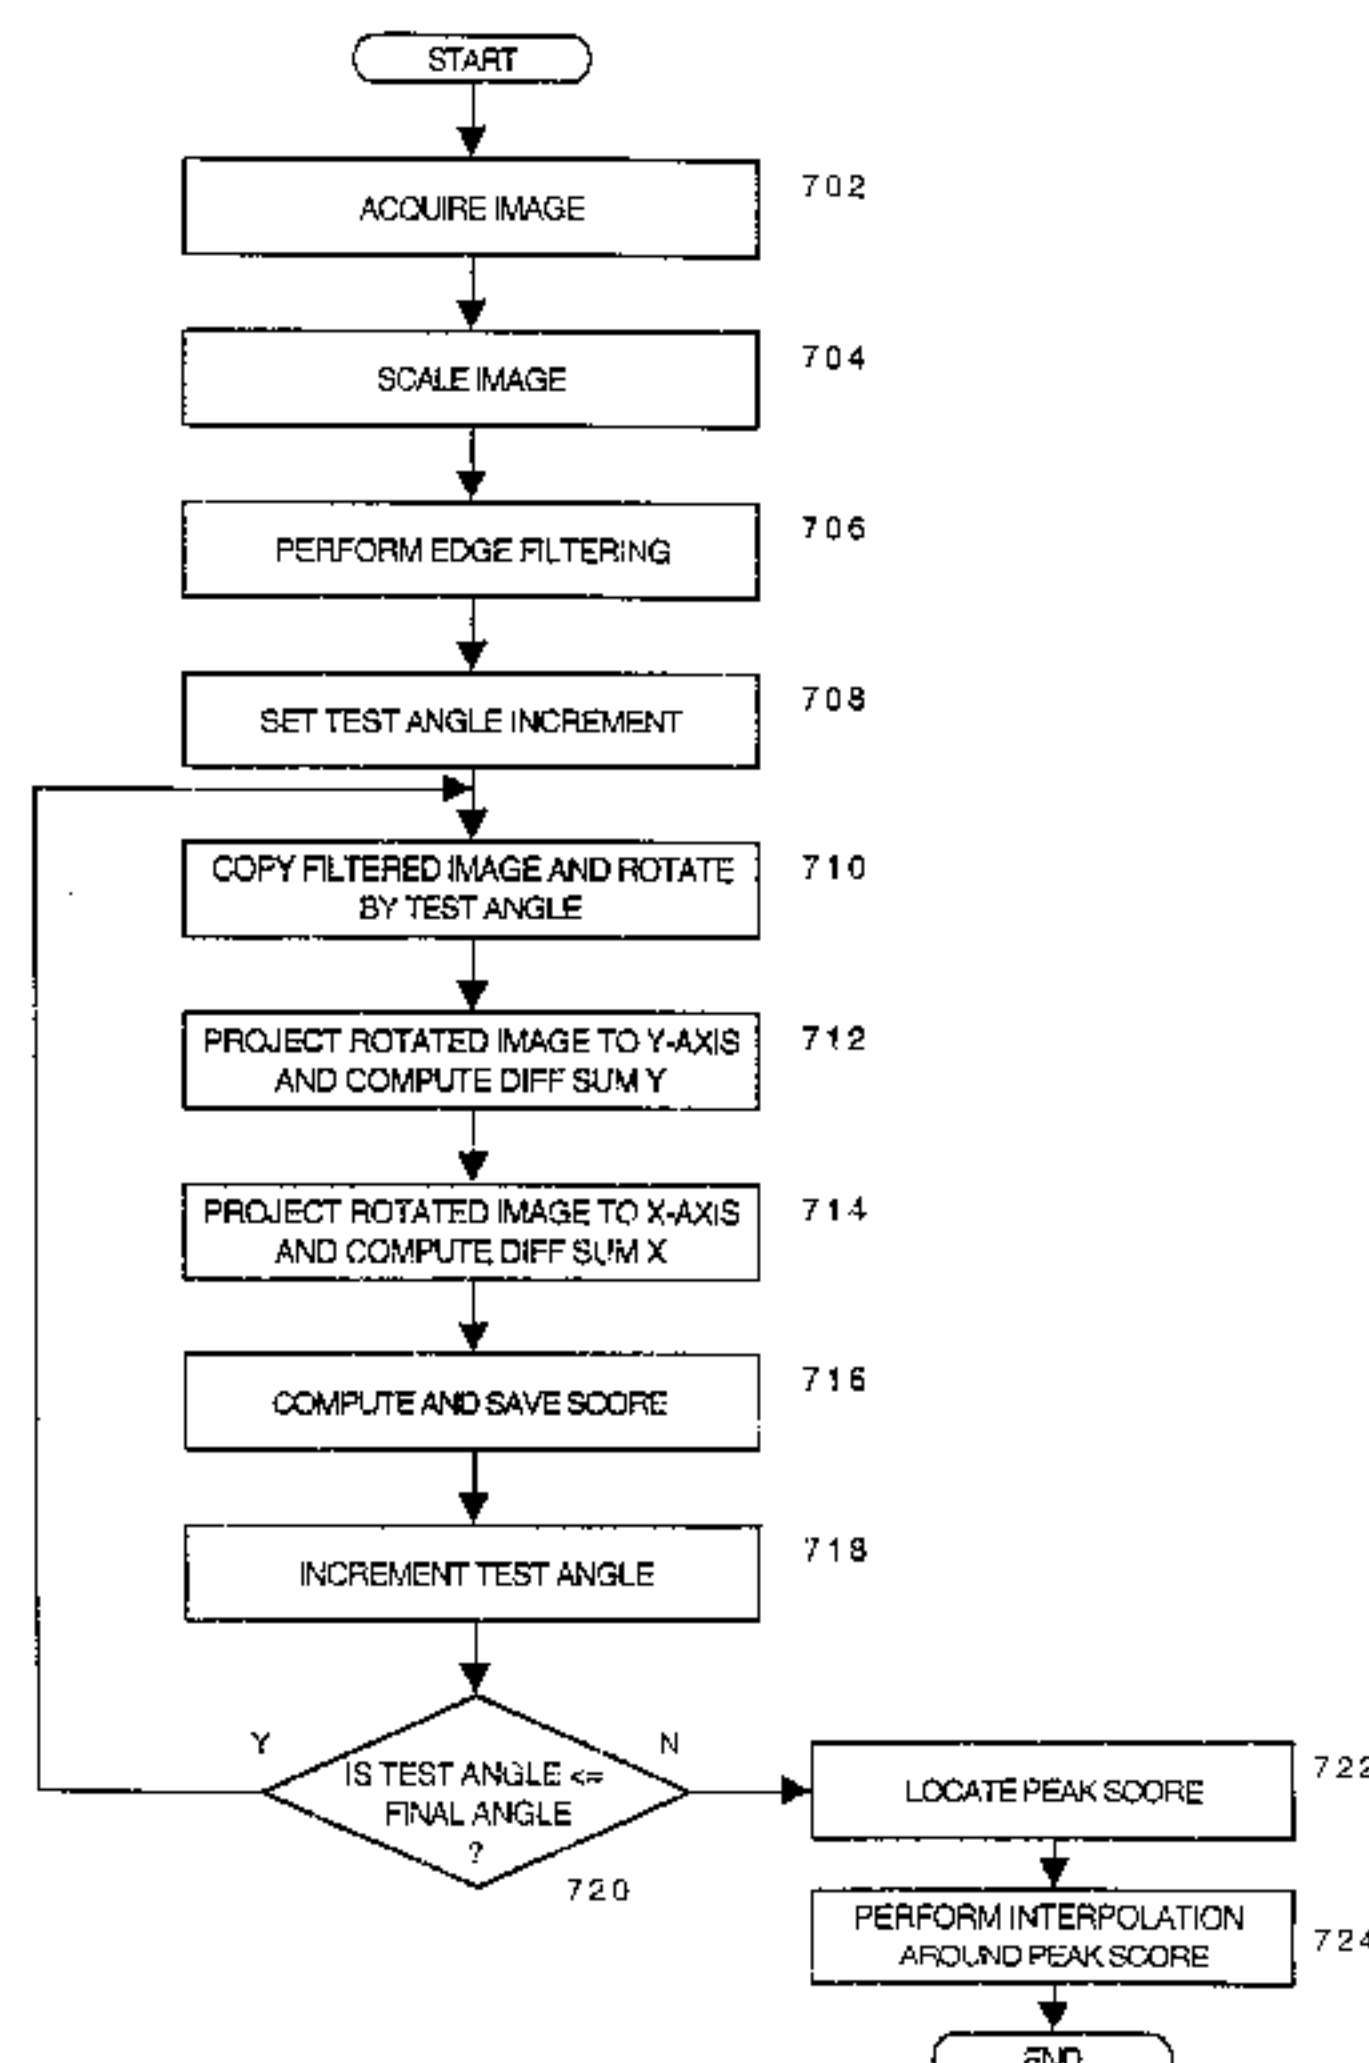 START
ACQUIRE IMAGE
702
SCALE IMAGE
704
PERFORM EDGE FILTERING
706
SET TEST ANGLE INCREMENT
708
COPY FILTERED IMAGE AND ROTATE
BY TEST ANGLE
710
PROJECT ROTATED IMAGE TO Y-AXIS
AND COMPUTE DIFF SUM Y
712
PROJECT ROTATED IMAGE TO X-AXIS
AND COMPUTE DIFF SUM X
714
COMPUTE AND SAVE SCORE
716
INCREMENT TEST ANGLE
718
Y
N
IS TEST ANGLE <=
FINAL ANGLE
?
720
LOCATE PEAK SCORE
722
PERFORM INTERPOLATION
AROUND PEAK SCORE
724
END